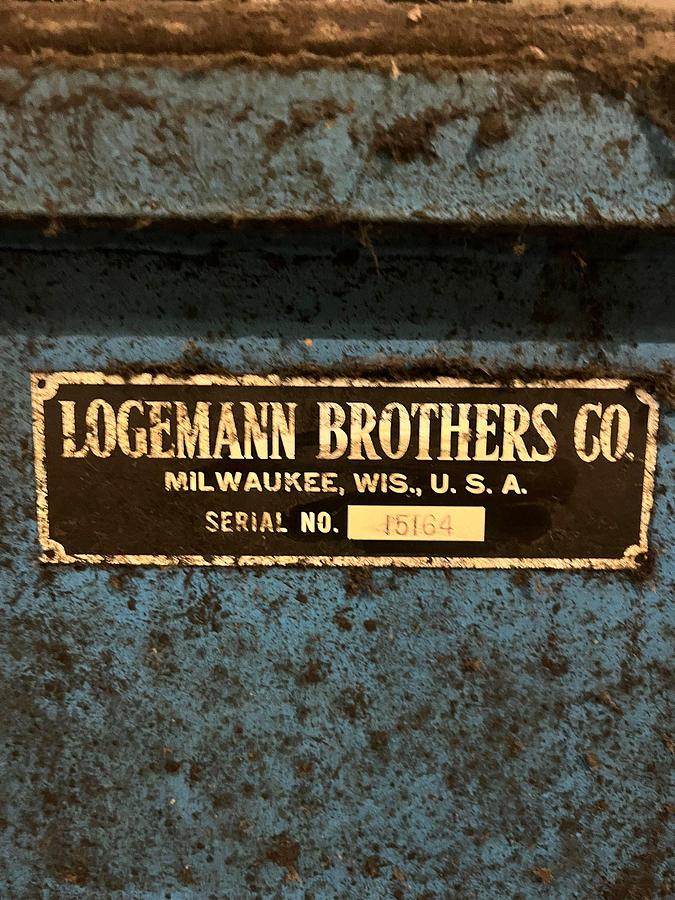 LOGEMANN BROTHERS CO.
MILWAUKEE, WIS., U. S. A.
SERIAL NO. 15164